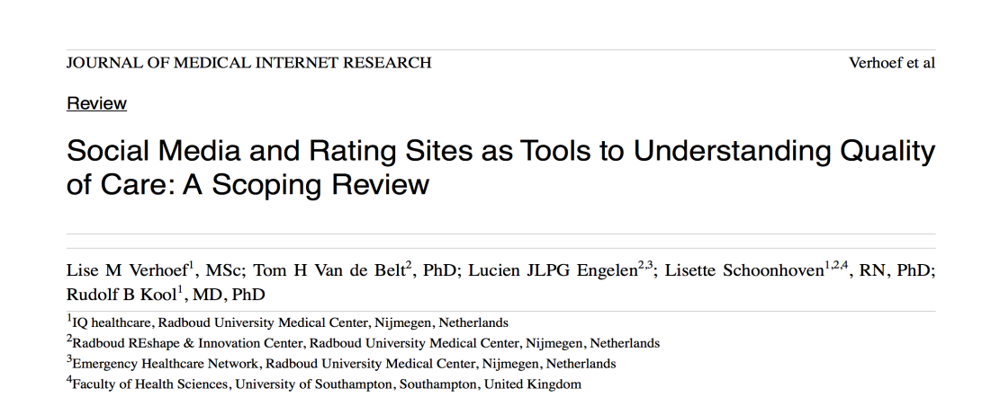 JOURNAL OF MEDICAL INTERNET RESEARCH Verhoef et al
Review
Social Media and Rating Sites as Tools to Understanding Quality
of Care: A Scoping Review
Lise M Verhoef1, MSc; Tom H Van de Belt2, PhD; Lucien JLPG Engelen2,3; Lisette Schoonhoven1,2,4, RN, PhD;
Rudolf B Kool1, MD, PhD
1IQ healthcare, Radboud University Medical Center, Nijmegen, Netherlands
2Radboud REshape & Innovation Center, Radboud University Medical Center, Nijmegen, Netherlands
3Emergency Healthcare Network, Radboud University Medical Center, Nijmegen, Netherlands
4Faculty of Health Sciences, University of Southampton, Southampton, United Kingdom